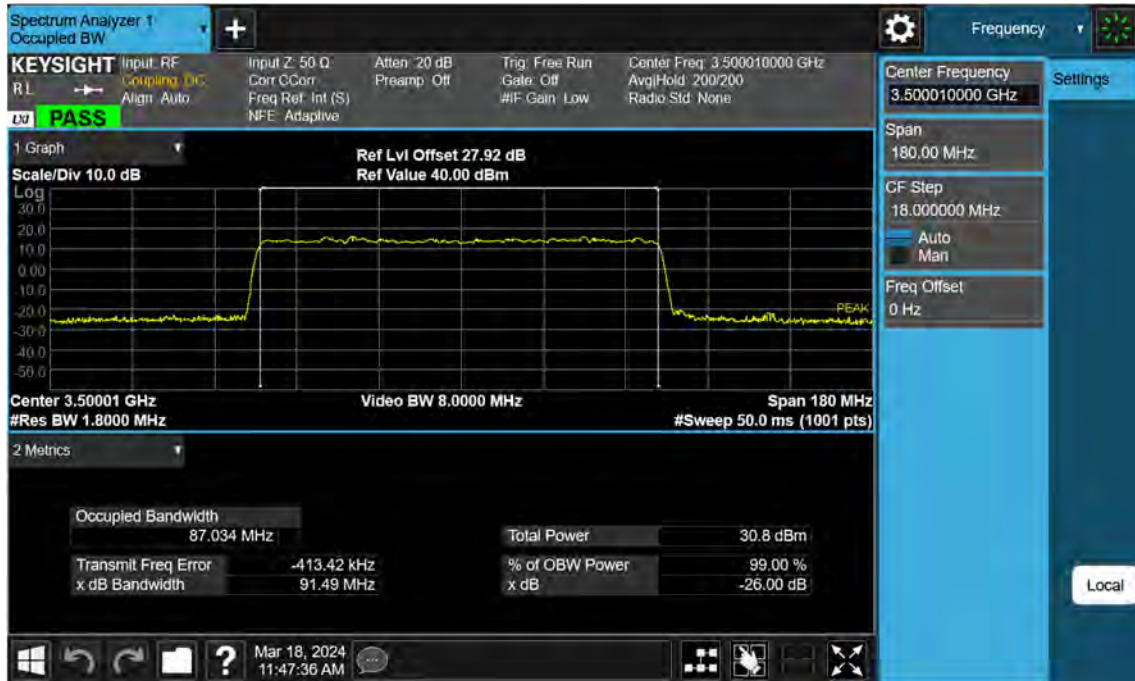 Spectrum Analyzer 1
Occupied BW
+
Frequency
KEYSIGHT
RL
LXI PASS
Input: RF
Coupling: DC
Align: Auto
Input Z: 50 Ω
Corr CCorr
Freq Ref: Int (S)
NFE: Adaptive
Atten: 20 dB
Preamp: Off
Trig: Free Run
Gate: Off
#IF Gain: Low
Center Freq: 3.500010000 GHz
Avg|Hold: 200/200
Radio Std: None
Center Frequency
3.500010000 GHz
Settings
Span
180.00 MHz
CF Step
18.000000 MHz
Auto
Man
Freq Offset
0 Hz
1 Graph
Scale/Div 10.0 dB
Ref Lvl Offset 27.92 dB
Ref Value 40.00 dBm
Log
30.0
20.0
10.0
0.00
-10.0
-20.0
-30.0
-40.0
-50.0
PEAK
Center 3.50001 GHz
#Res BW 1.8000 MHz
Video BW 8.0000 MHz
Span 180 MHz
#Sweep 50.0 ms (1001 pts)
2 Metrics
Occupied Bandwidth
87.034 MHz
Total Power 30.8 dBm
Transmit Freq Error -413.42 kHz
% of OBW Power 99.00 %
x dB Bandwidth 91.49 MHz
x dB -26.00 dB
Local
?
Mar 18, 2024
11:47:36 AM